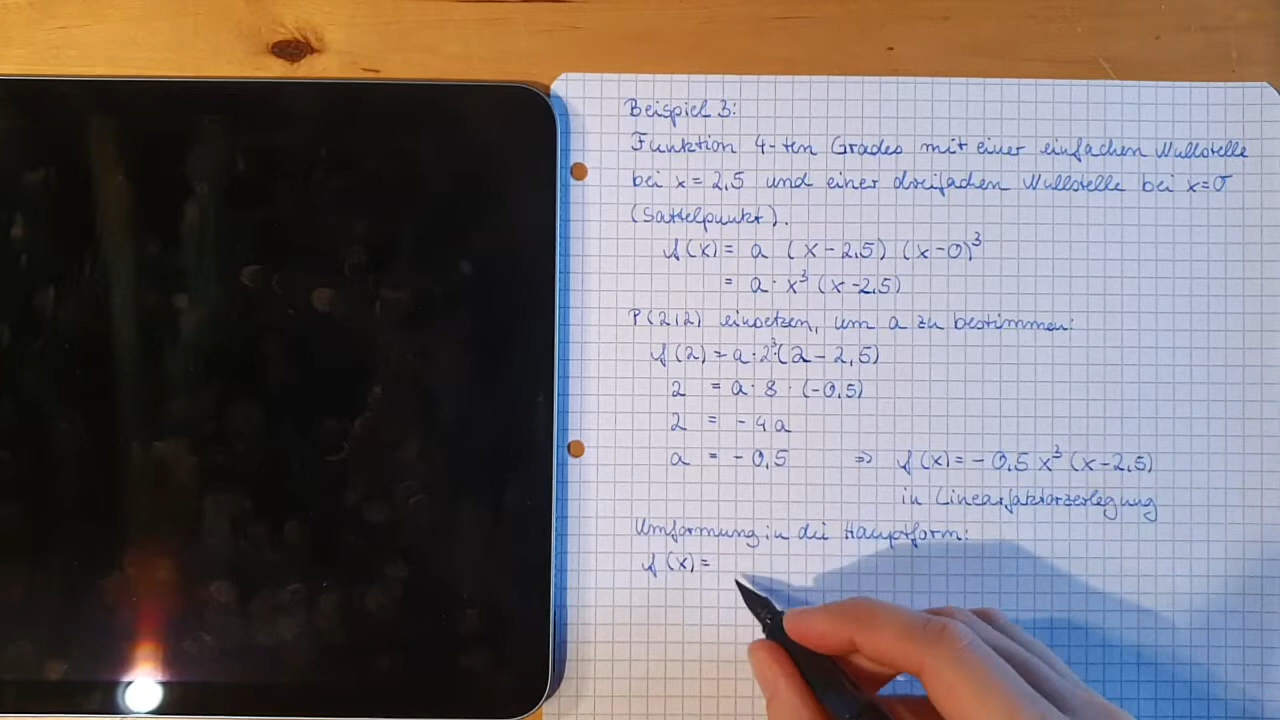 Beispiel 3:
Funktion 4-ten Grades mit einer einfachen Nullstelle
bei x = 2,5 und einer dreifachen Nullstelle bei x=0
(Sattelpunkt).
f(x) = a (x-2,5) (x-0)³
= a · x³ (x-2,5)
P(2|2) einsetzen, um a zu bestimmen:
f(2) = a·2³·(2-2,5)
2 = a·8·(-0,5)
2 = -4a
a = -0,5 ⇒ f(x) = -0,5x³(x-2,5)
in Linearfaktorzerlegung
Umformung in die Hauptform:
f(x) =